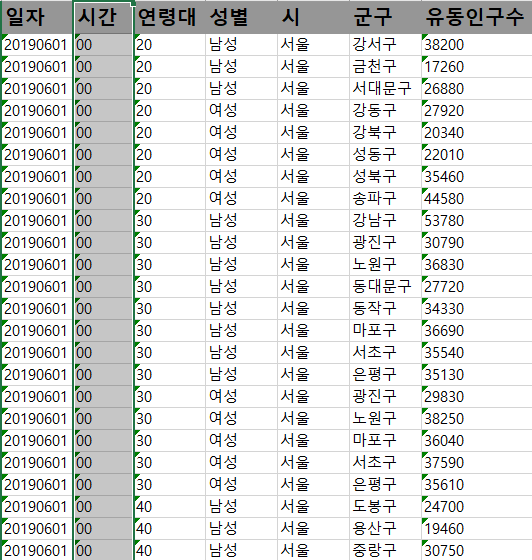 일자 시간 연령대 성별 시 군구 유동인구수
20190601 00 20 남성 서울 강서구 38200
20190601 00 20 남성 서울 금천구 17260
20190601 00 20 남성 서울 서대문구 26880
20190601 00 20 여성 서울 강동구 27920
20190601 00 20 여성 서울 강북구 20340
20190601 00 20 여성 서울 성동구 22010
20190601 00 20 여성 서울 성북구 35460
20190601 00 20 여성 서울 송파구 44580
20190601 00 30 남성 서울 강남구 53780
20190601 00 30 남성 서울 광진구 30790
20190601 00 30 남성 서울 노원구 36830
20190601 00 30 남성 서울 동대문구 27720
20190601 00 30 남성 서울 동작구 34330
20190601 00 30 남성 서울 마포구 36690
20190601 00 30 남성 서울 서초구 35540
20190601 00 30 남성 서울 은평구 35130
20190601 00 30 여성 서울 광진구 29830
20190601 00 30 여성 서울 노원구 38250
20190601 00 30 여성 서울 마포구 36040
20190601 00 30 여성 서울 서초구 37590
20190601 00 30 여성 서울 은평구 35610
20190601 00 40 남성 서울 도봉구 24700
20190601 00 40 남성 서울 용산구 19460
20190601 00 40 남성 서울 중랑구 30750